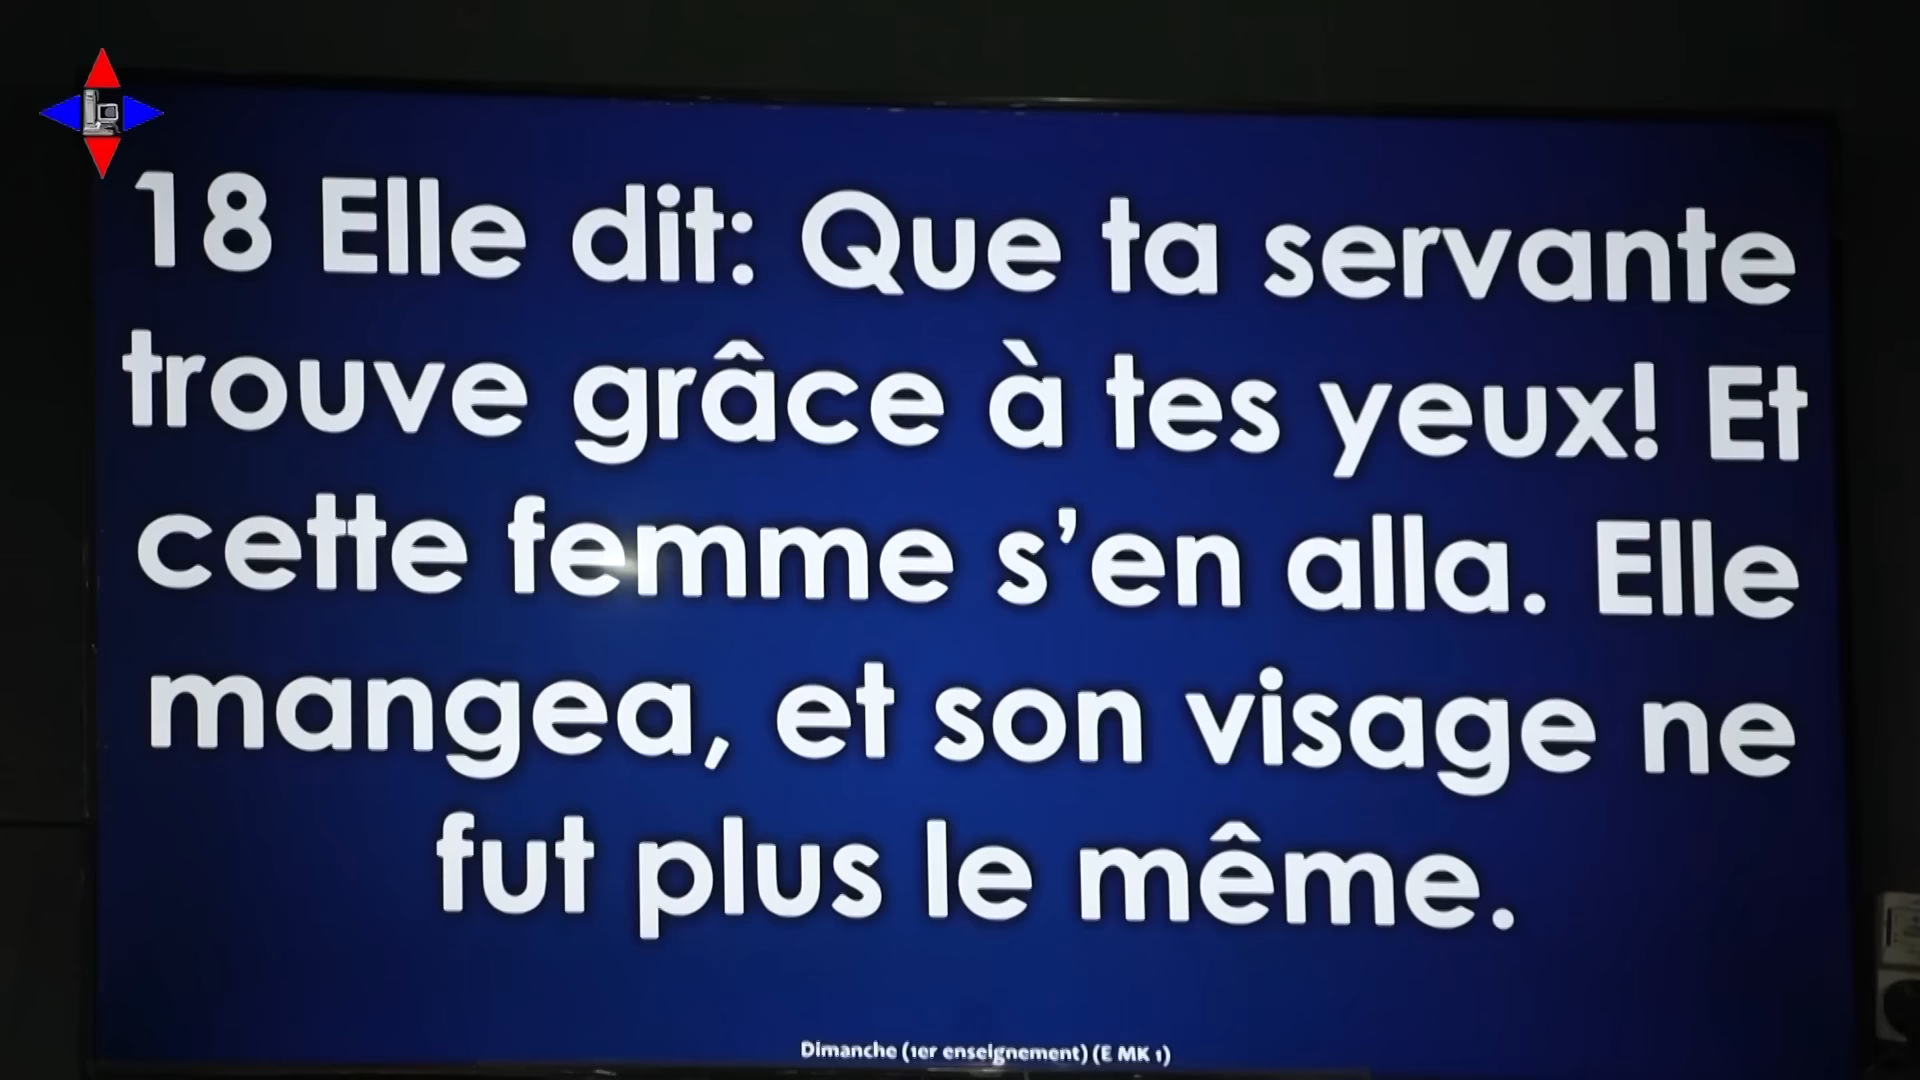 18 Elle dit: Que ta servante
trouve grâce à tes yeux! Et
cette femme s’en alla. Elle
mangea, et son visage ne
fut plus le même.
Dimanche (1er enseignement) (E MK 1)